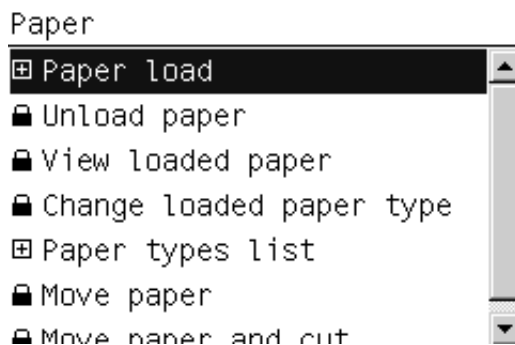 Paper
Paper load
Unload paper
View loaded paper
Change loaded paper type
Paper types list
Move paper
Move paper and cut